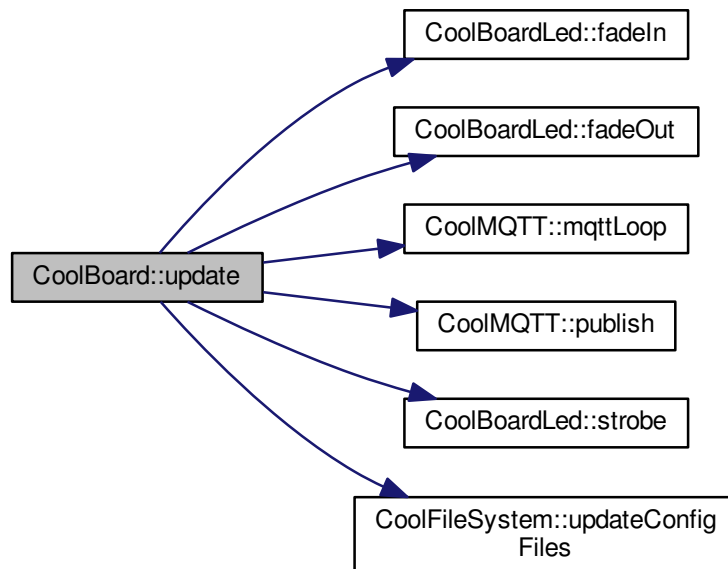 CoolBoardLed::fadeIn
CoolBoardLed::fadeOut
CoolMQTT::mqttLoop
CoolBoard::update
CoolMQTT::publish
CoolBoardLed::strobe
CoolFileSystem::updateConfig
Files